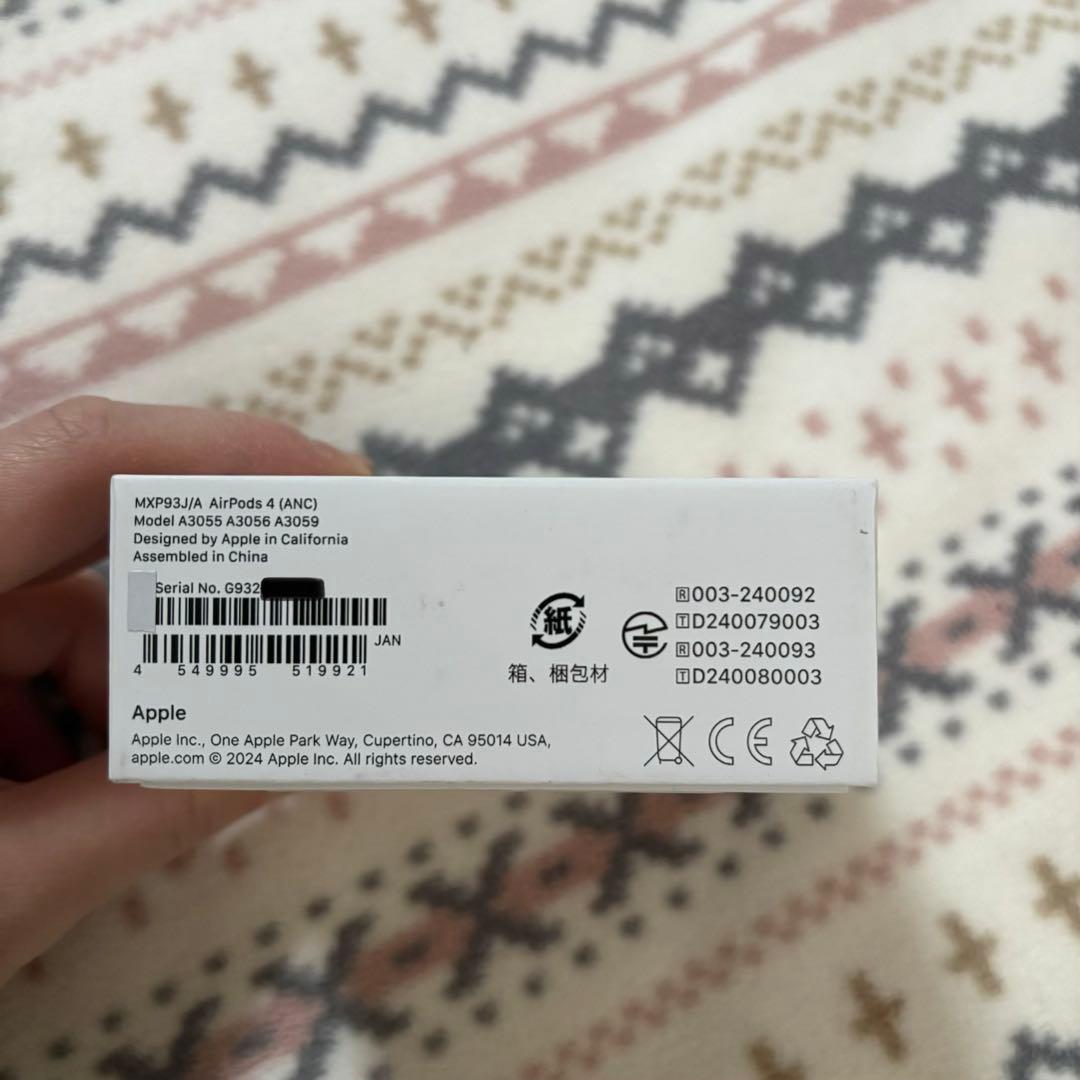 MXP93J/A AirPods 4 (ANC)
Model A3055 A3056 A3059
Designed by Apple in California
Assembled in China
Serial No. G932
JAN
4 549995 519921
紙
箱、梱包材
R003-240092
TD240079003
R003-240093
TD240080003
Apple
Apple Inc., One Apple Park Way, Cupertino, CA 95014 USA,
apple.com © 2024 Apple Inc. All rights reserved.
CE